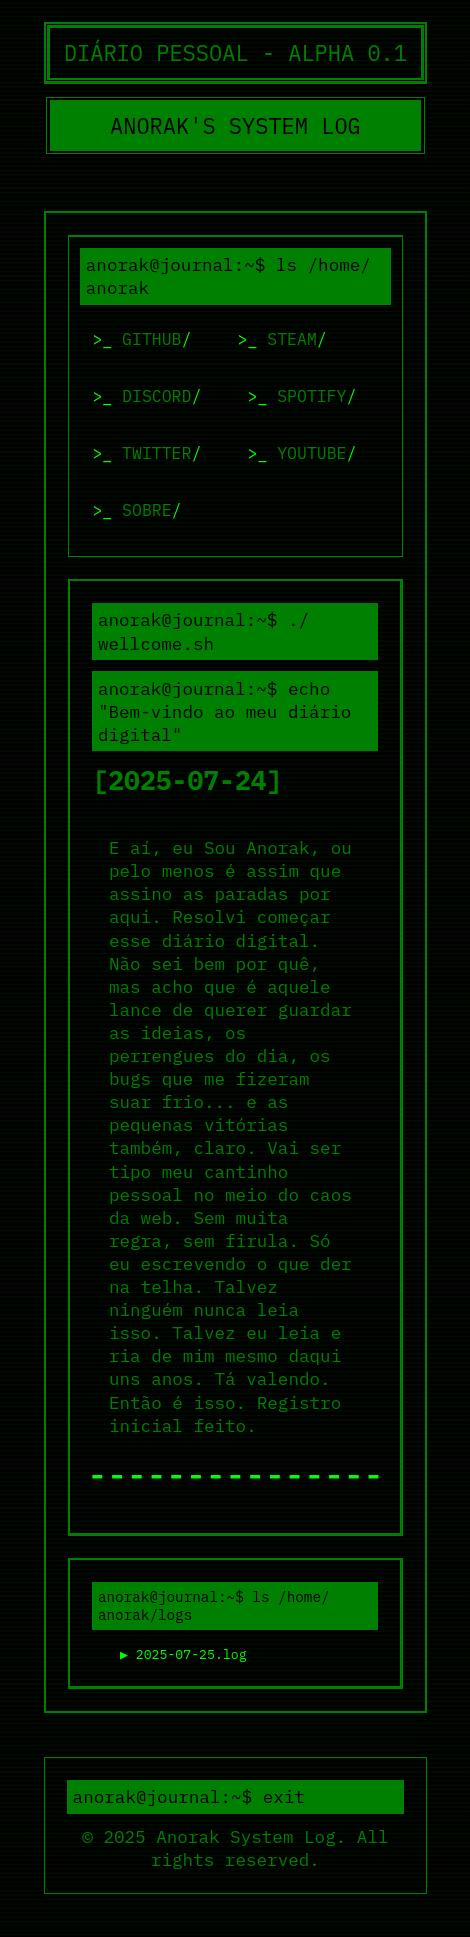 DIÁRIO PESSOAL - ALPHA 0.1
ANORAK'S SYSTEM LOG
anorak@journal:~$ ls /home/
anorak
>_ GITHUB/ >_ STEAM/
>_ DISCORD/ >_ SPOTIFY/
>_ TWITTER/ >_ YOUTUBE/
>_ SOBRE/
anorak@journal:~$ ./
wellcome.sh
anorak@journal:~$ echo
"Bem-vindo ao meu diário
digital"
[2025-07-24]
E aí, eu Sou Anorak, ou
pelo menos é assim que
assino as paradas por
aqui. Resolvi começar
esse diário digital.
Não sei bem por quê,
mas acho que é aquele
lance de querer guardar
as ideias, os
perrengues do dia, os
bugs que me fizeram
suar frio... e as
pequenas vitórias
também, claro. Vai ser
tipo meu cantinho
pessoal no meio do caos
da web. Sem muita
regra, sem firula. Só
eu escrevendo o que der
na telha. Talvez
ninguém nunca leia
isso. Talvez eu leia e
ria de mim mesmo daqui
uns anos. Tá valendo.
Então é isso. Registro
inicial feito.
anorak@journal:~$ ls /home/
anorak/logs
▶ 2025-07-25.log
anorak@journal:~$ exit
© 2025 Anorak System Log. All
rights reserved.